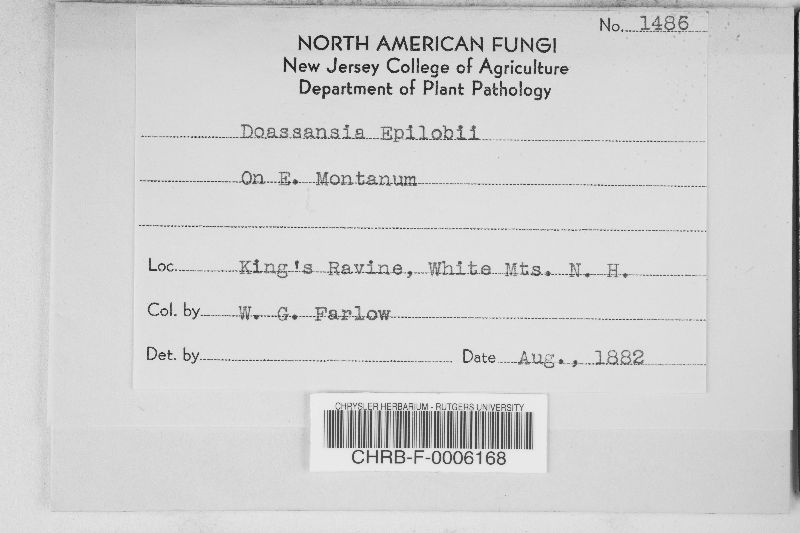 No. 1486
NORTH AMERICAN FUNGI
New Jersey College of Agriculture
Department of Plant Pathology
Doassansia Epilobii
On E. Montanum
Loc. King's Ravine, White Mts. N. H.
Col. by W. G. Farlow
Det. by
Date Aug., 1882
CHRYSLER HERBARIUM - RUTGERS UNIVERSITY
CHRB-F-0006168